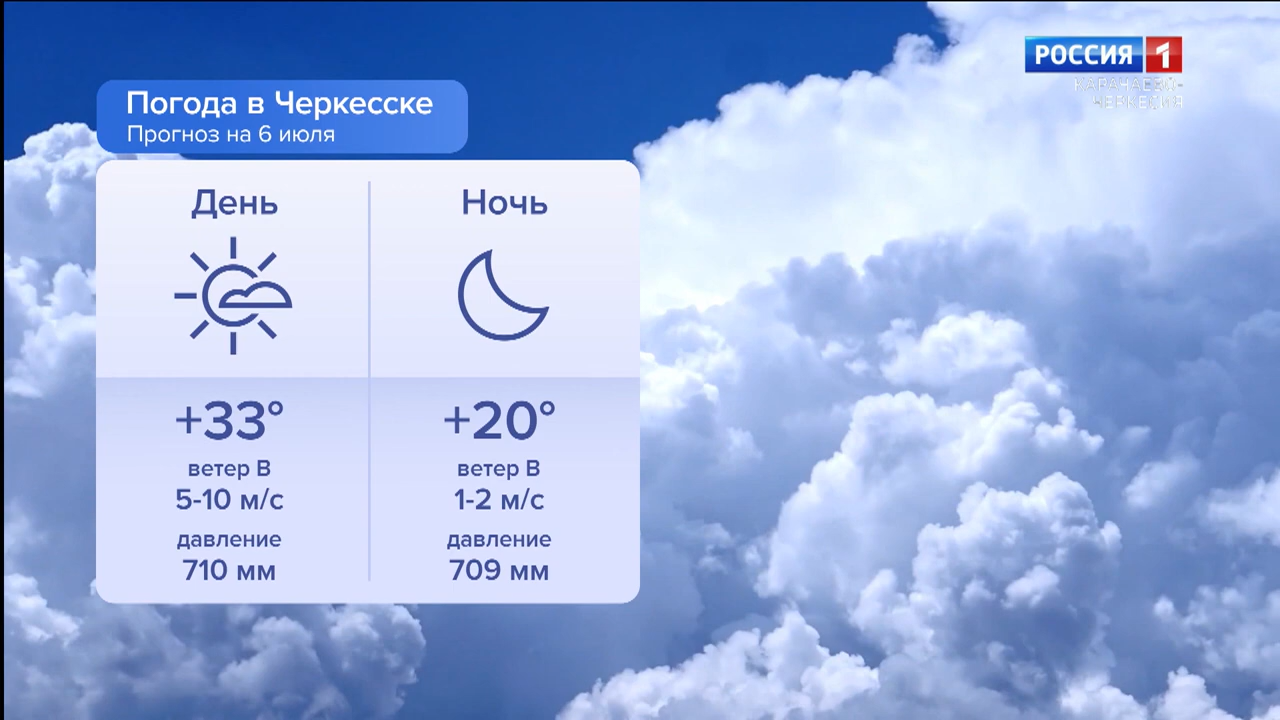 РОССИЯ 1
КАРАЧАЕВО-
ЧЕРКЕСИЯ
Погода в Черкесске
Прогноз на 6 июля
День
Ночь
+33°
+20°
ветер В
ветер В
5-10 м/с
1-2 м/с
давление
давление
710 мм
709 мм